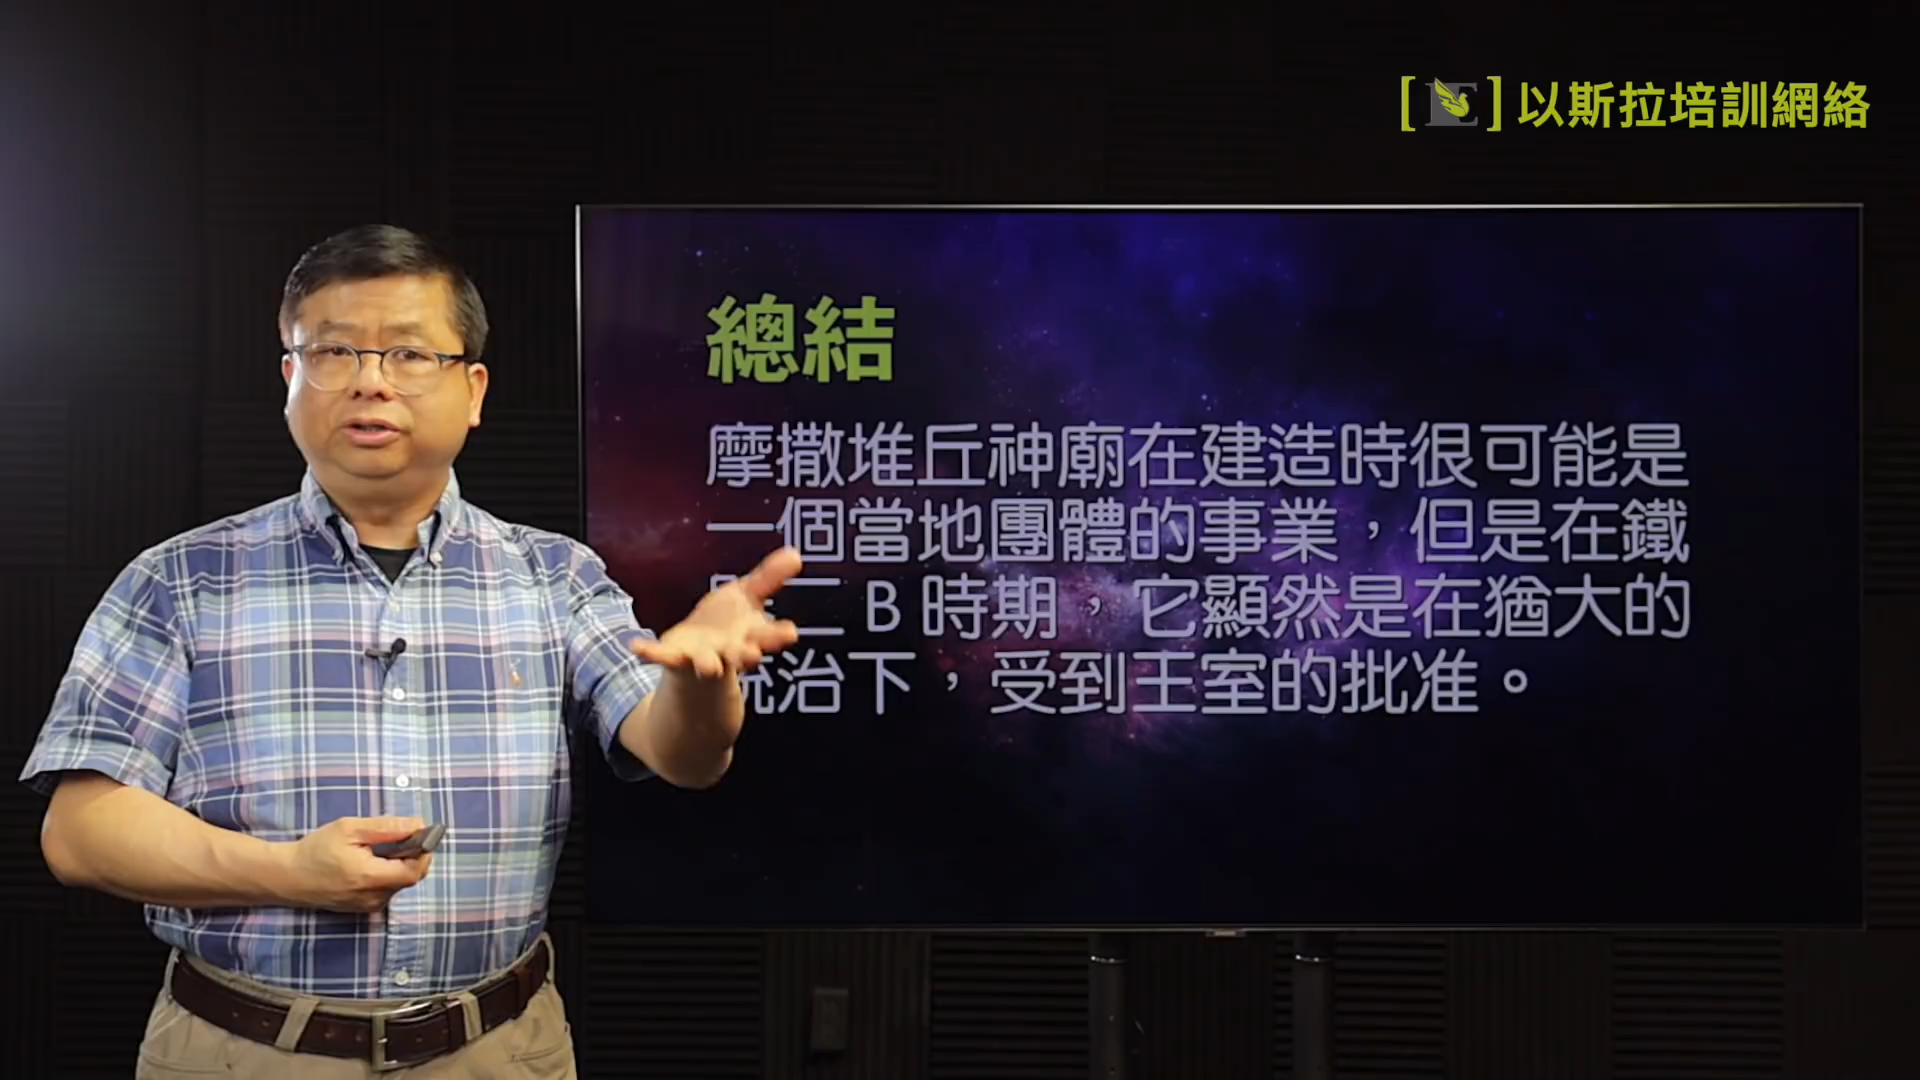 以斯拉培訓網絡
總結
摩撒堆丘神廟在建造時很可能是
一個當地團體的事業，但是在鐵
二 B 時期，它顯然是在猶大的
統治下，受到王室的批准。